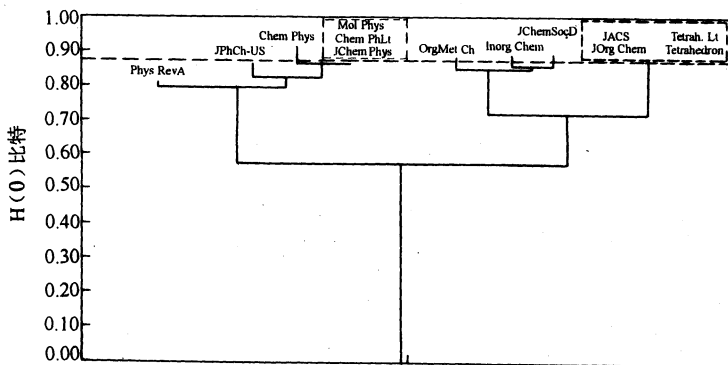 1.00
0.90
0.80
0.70
0.60
0.50
0.40
0.30
0.20
0.10
0.00
H(0)比特
Phys RevA
JPhCh-US
Chem Phys
Mol Phys
Chem PhLt
JChem Phys
OrgMet Ch
Inorg Chem
JChemSoçD
JACS
JOrg Chem
Tetrah. Lt
Tetrahedron